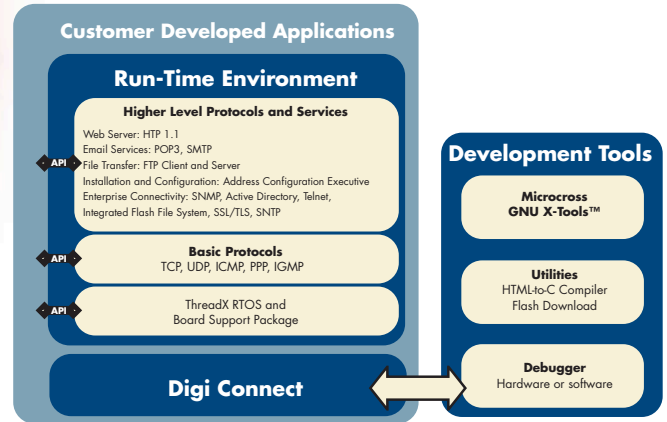 Customer Developed Applications
Run-Time Environment
Higher Level Protocols and Services
Web Server: HTP 1.1
Email Services: POP3, SMTP
File Transfer: FTP Client and Server
Installation and Configuration: Address Configuration Executive
Enterprise Connectivity: SNMP, Active Directory, Telnet,
Integrated Flash File System, SSL/TLS, SNTP
API
Basic Protocols
TCP, UDP, ICMP, PPP, IGMP
API
ThreadX RTOS and
Board Support Package
API
Digi Connect
Development Tools
Microcross
GNU X-Tools™
Utilities
HTML-to-C Compiler
Flash Download
Debugger
Hardware or software